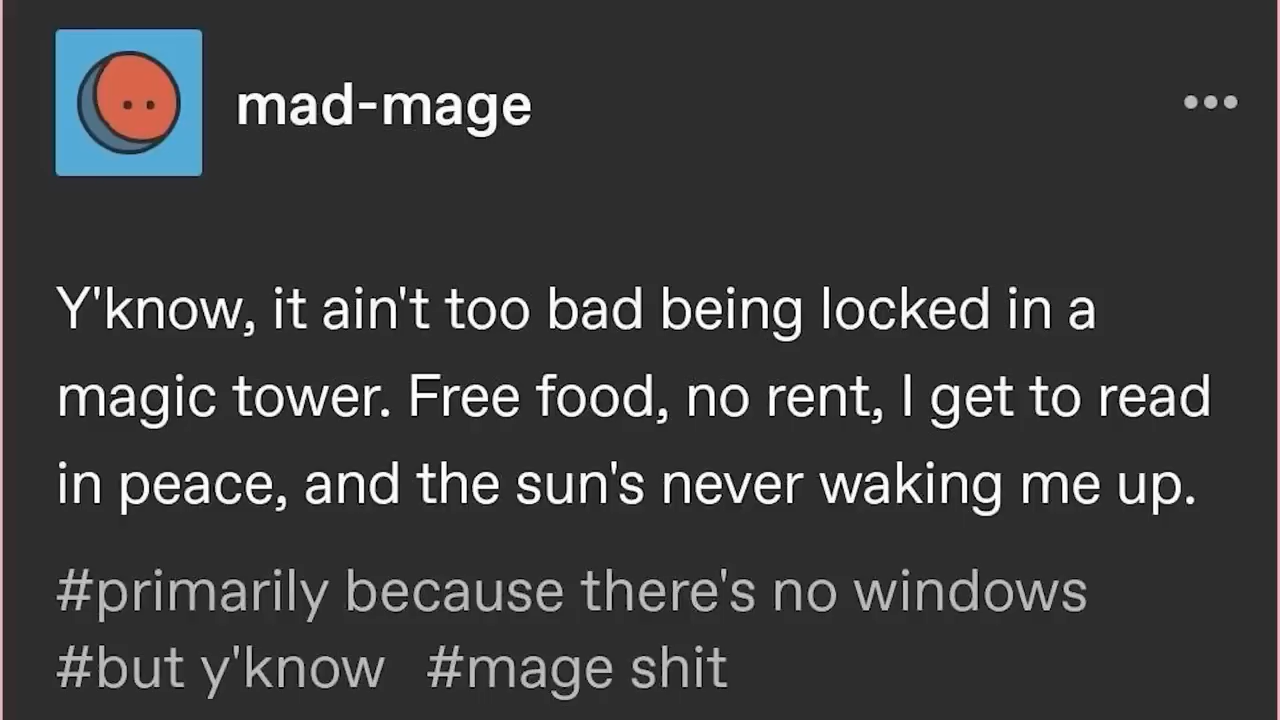 mad-mage
Y'know, it ain't too bad being locked in a
magic tower. Free food, no rent, I get to read
in peace, and the sun's never waking me up.
#primarily because there's no windows
#but y'know #mage shit